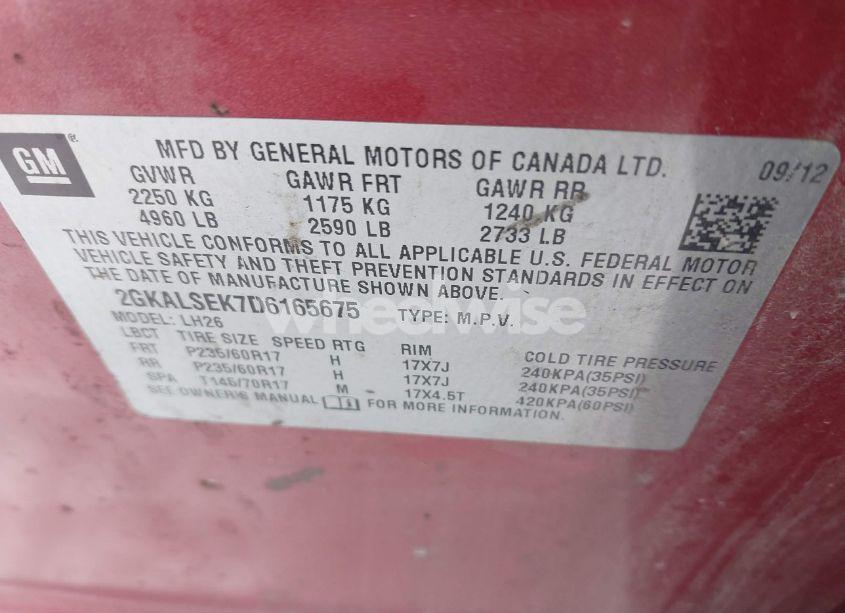 GM
MFD BY GENERAL MOTORS OF CANADA LTD. 09/12
GVWR GAWR FRT GAWR RR
2250 KG 1175 KG 1240 KG
4960 LB 2590 LB 2733 LB
THIS VEHICLE CONFORMS TO ALL APPLICABLE U.S. FEDERAL MOTOR
VEHICLE SAFETY AND THEFT PREVENTION STANDARDS IN EFFECT ON
THE DATE OF MANUFACTURE SHOWN ABOVE.
2GKALSEK7D6165675 TYPE: M.P.V.
MODEL: LH26
LBCT TIRE SIZE SPEED RTG RIM COLD TIRE PRESSURE
FRT P235/60R17 H 17X7J 240KPA(35PSI)
RR P235/60R17 H 17X7J 240KPA(35PSI)
SPA T145/70R17 M 17X4.5T 420KPA(60PSI)
SEE OWNER'S MANUAL FOR MORE INFORMATION.
wheelwise